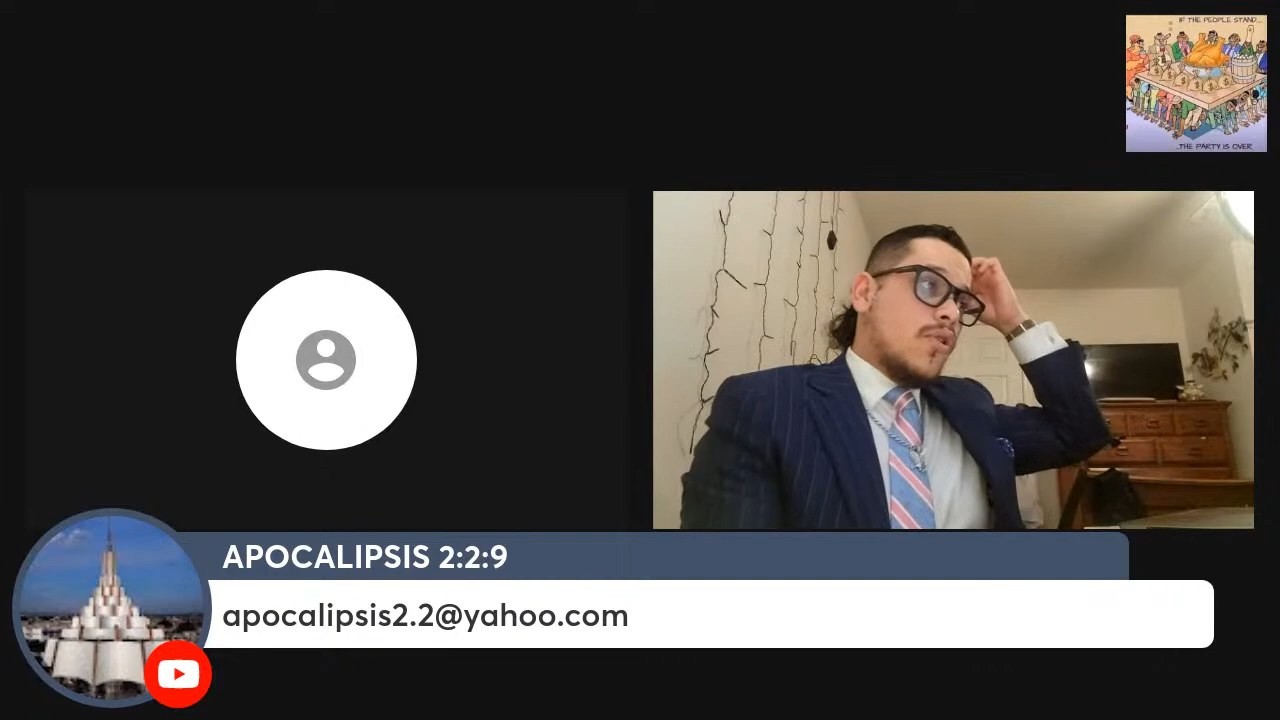 IF THE PEOPLE STAND...
...THE PARTY IS OVER
APOCALIPSIS 2:2:9
apocalipsis2.2@yahoo.com